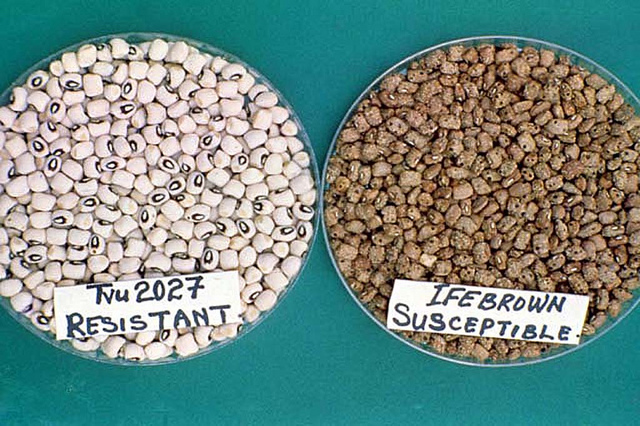 Tvu 2027
RESISTANT
IFEBROWN
SUSCEPTIBLE.